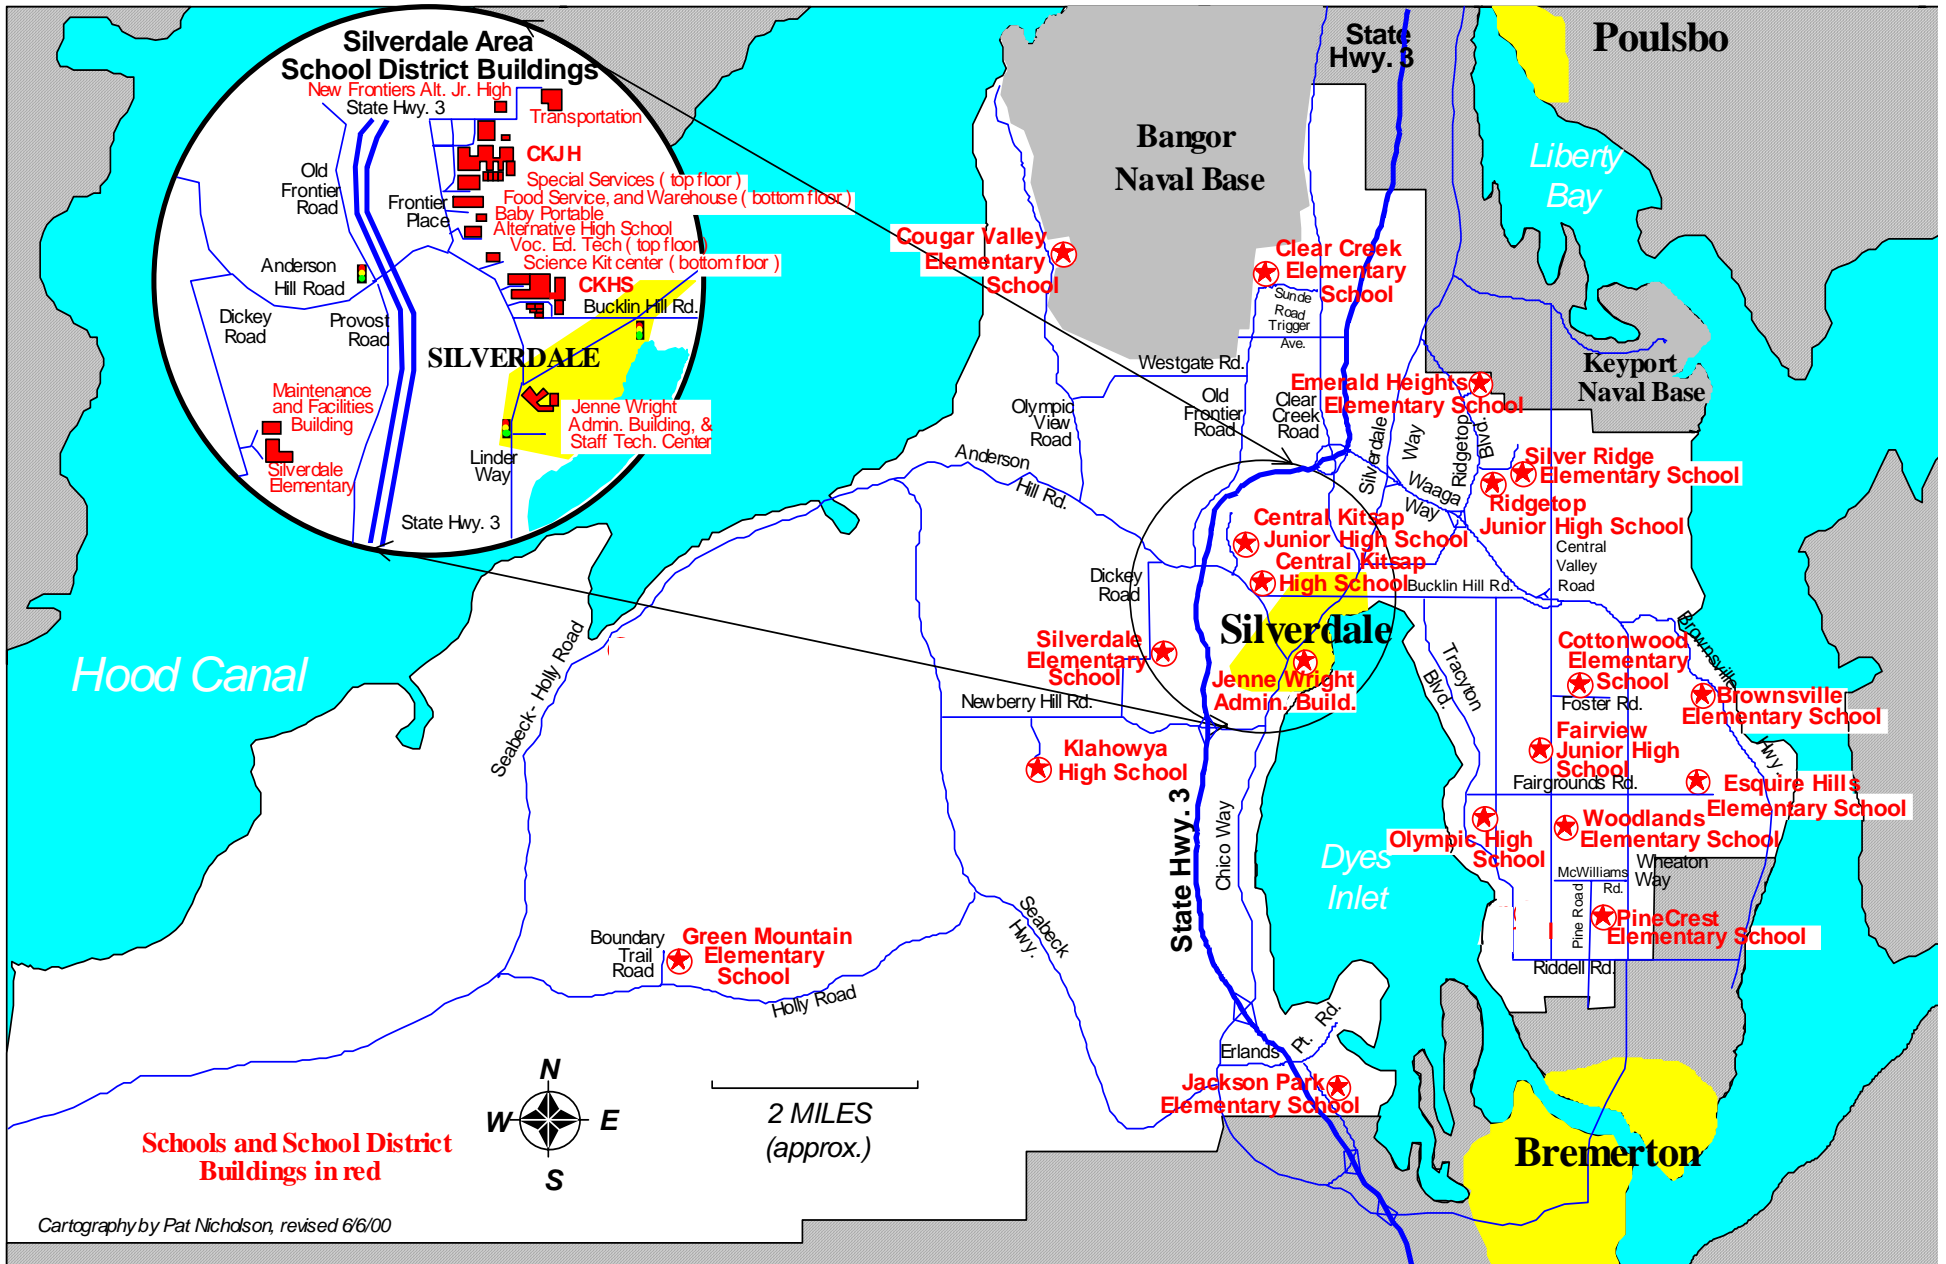 Silverdale Area
School District Buildings
New Frontiers Alt. Jr. High
State Hwy. 3
Transportation
CKJH
Old
Frontier
Road
Special Services ( top floor )
Food Service, and Warehouse ( bottom floor )
Frontier
Place
Baby Portable
Alternative High School
Voc. Ed. Tech ( top floor)
Science Kit center ( bottom floor )
Anderson
Hill Road
CKHS
Bucklin Hill Rd.
Dickey
Road
Provost
Road
SILVERDALE
Maintenance
and Facilities
Building
Jenne Wright
Admin. Building, &
Staff Tech. Center
Linder
Way
Silverdale
Elementary
State Hwy. 3
State
Hwy. 3
Poulsbo
Bangor
Naval Base
Liberty
Bay
Cougar Valley
Elementary
School
Clear Creek
Elementary
School
Sunde
Road
Trigger
Ave.
Westgate Rd.
Keyport
Naval Base
Emerald Heights
Elementary School
Olympic
View
Road
Old
Frontier
Road
Clear
Creek
Road
Silverdale
Way
Ridgetop
Blvd.
Anderson
Hill Rd.
Waaga
Way
Silver Ridge
Elementary School
Ridgetop
Junior High School
Central Kitsap
Junior High School
Central Kitsap
High School
Central
Valley
Road
Dickey
Road
Bucklin Hill Rd.
Silverdale
Silverdale
Elementary
School
Jenne Wright
Admin. Build.
Tracyton
Blvd.
Cottonwood
Elementary
School
Foster Rd.
Brownsville
Hwy.
Brownsville
Elementary School
Hood Canal
Seabeck - Holly Road
Newberry Hill Rd.
Klahowya
High School
Fairview
Junior High
School
Fairgrounds Rd.
Esquire Hills
Elementary School
State Hwy. 3
Chico Way
Dyes
Inlet
Olympic High
School
Woodlands
Elementary School
Wheaton
Way
McWilliams
Rd.
Pine Road
PineCrest
Elementary School
Riddell Rd.
Seabeck
Hwy.
Boundary
Trail
Road
Green Mountain
Elementary
School
Holly Road
Erlands
Pt. Rd.
Jackson Park
Elementary School
Bremerton
N
W
E
S
2 MILES
(approx.)
Schools and School District
Buildings in red
Cartography by Pat Nicholson, revised 6/6/00